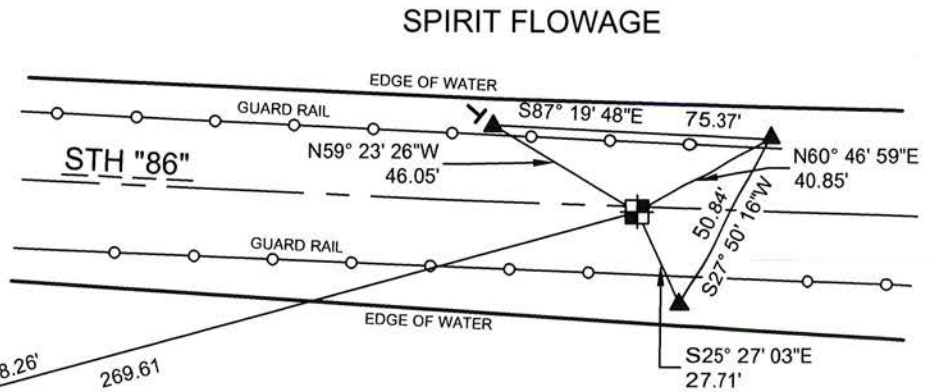 SPIRIT FLOWAGE
EDGE OF WATER
GUARD RAIL
S87° 19' 48"E 75.37'
STH "86"
N59° 23' 26"W
46.05'
N60° 46' 59"E
40.85'
50.84'
S27° 50' 16"W
GUARD RAIL
EDGE OF WATER
S25° 27' 03"E
27.71'
8.26'
269.61